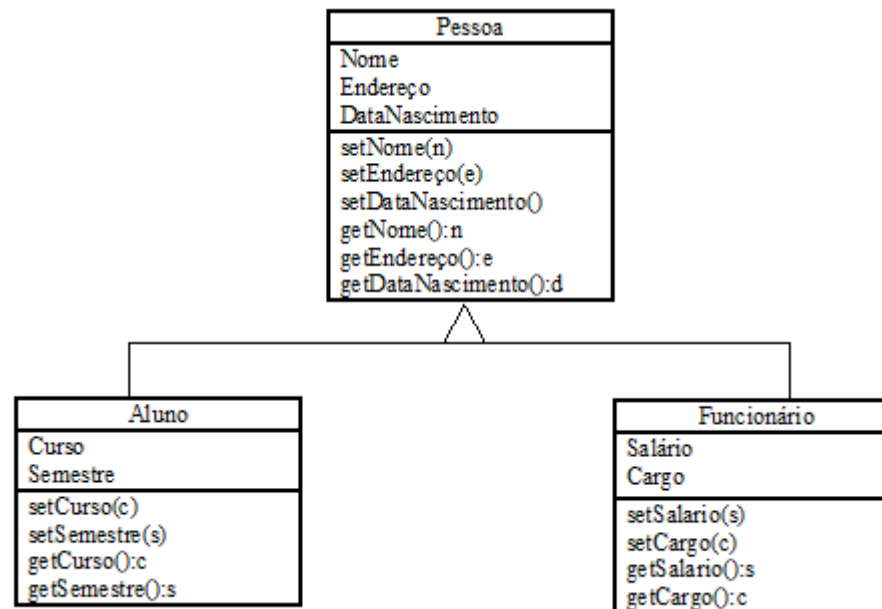 Pessoa
Nome
Endereço
DataNascimento
setNome(n)
setEndereço(e)
setDataNascimento()
getNome():n
getEndereço():e
getDataNascimento():d
Aluno
Curso
Semestre
setCurso(c)
setSemestre(s)
getCurso():c
getSemestre():s
Funcionário
Salário
Cargo
setSalario(s)
setCargo(c)
getSalario():s
getCargo():c